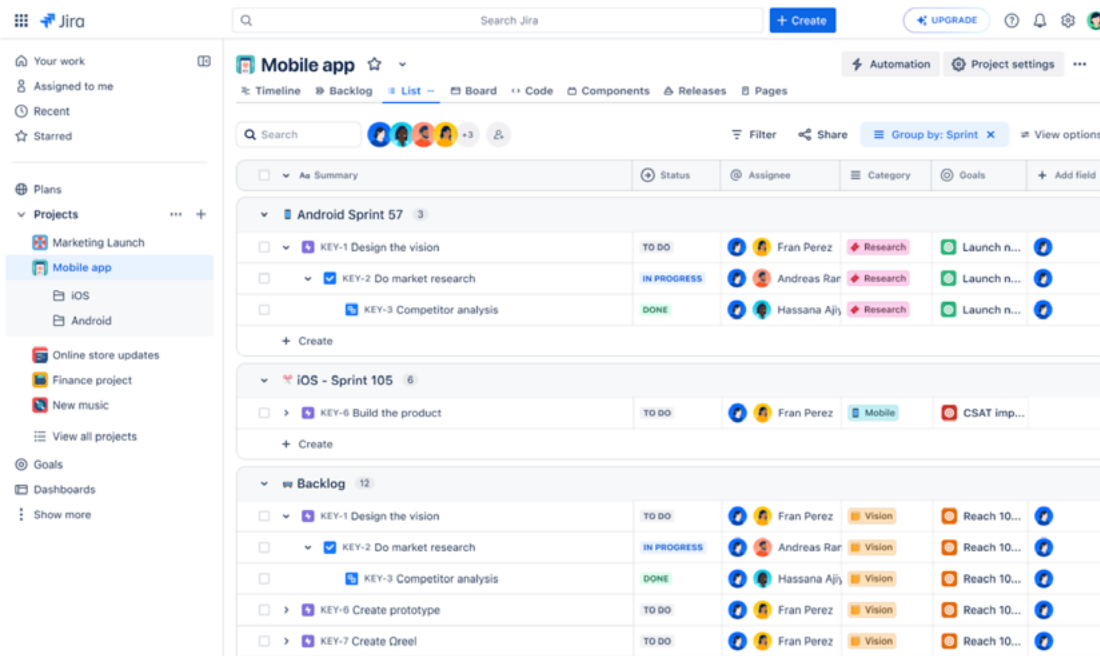 Jira
Search Jira
+ Create
UPGRADE
Your work
Assigned to me
Recent
Starred
Plans
Projects
Marketing Launch
Mobile app
iOS
Android
Online store updates
Finance project
New music
View all projects
Goals
Dashboards
Show more
Mobile app
Automation
Project settings
Timeline Backlog List Board Code Components Releases Pages
Search
+3
Filter Share Group by: Sprint View options
Summary Status Assignee Category Goals + Add field
Android Sprint 57 3
KEY-1 Design the vision TO DO Fran Perez Research Launch n...
KEY-2 Do market research IN PROGRESS Andreas Ran Research Launch n...
KEY-3 Competitor analysis DONE Hassana Ajiy Research Launch n...
+ Create
iOS - Sprint 105 6
KEY-6 Build the product TO DO Fran Perez Mobile CSAT imp...
+ Create
Backlog 12
KEY-1 Design the vision TO DO Fran Perez Vision Reach 10...
KEY-2 Do market research IN PROGRESS Andreas Ran Vision Reach 10...
KEY-3 Competitor analysis DONE Hassana Ajiy Vision Reach 10...
KEY-6 Create prototype TO DO Fran Perez Vision Reach 10...
KEY-7 Create Ωreel TO DO Fran Perez Vision Reach 10...